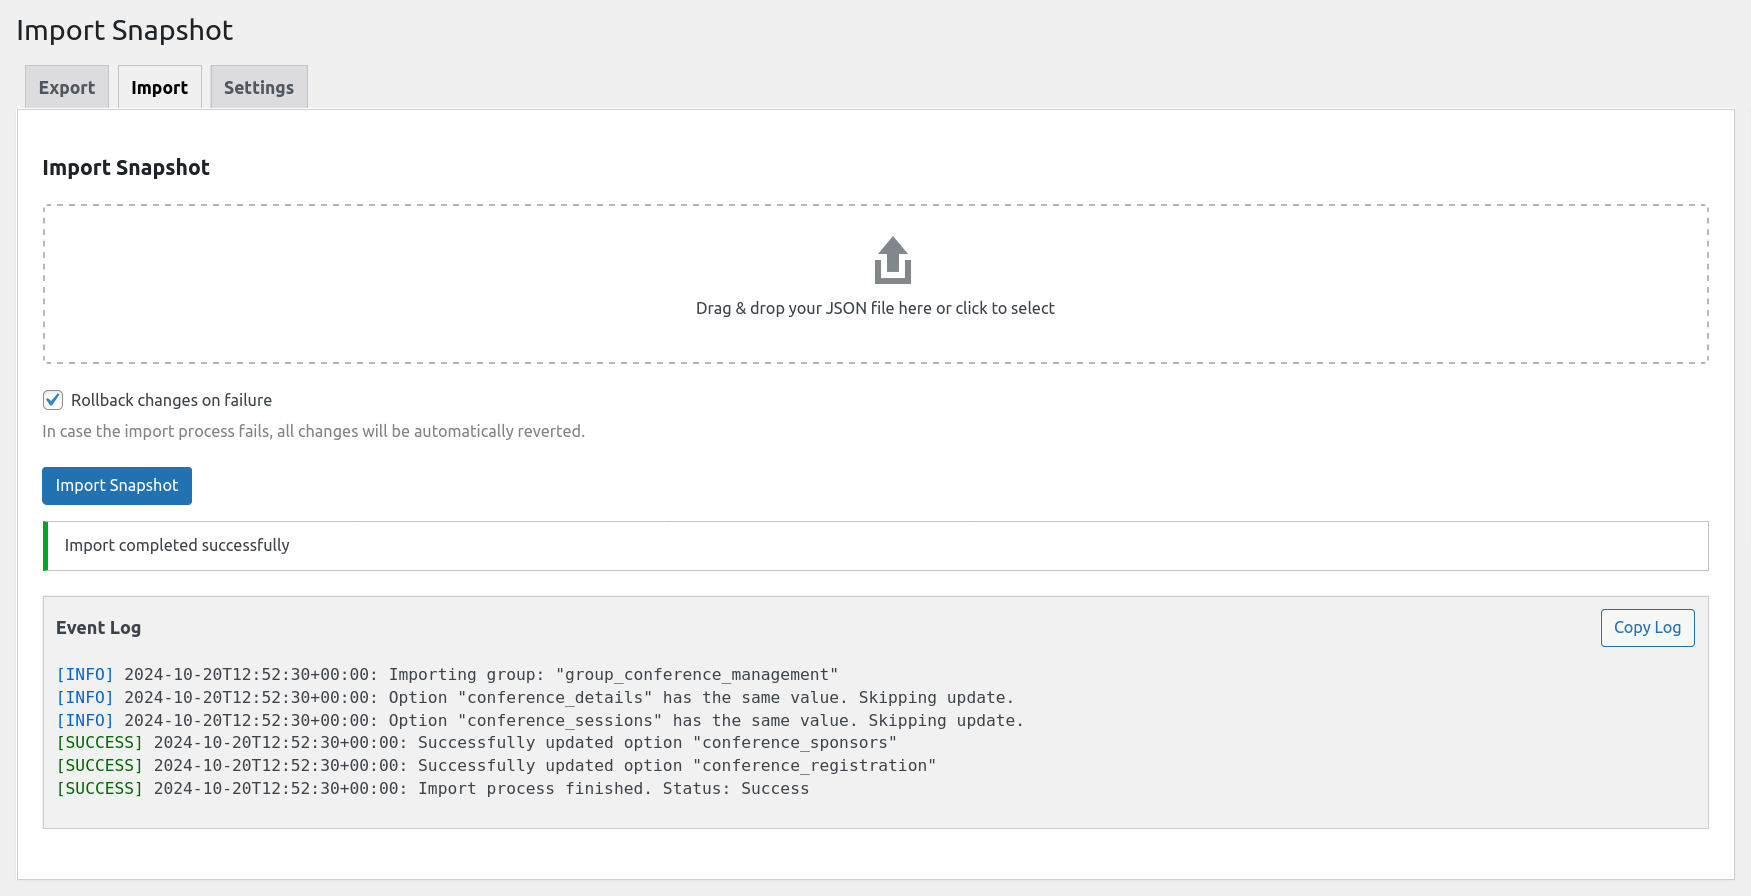 Import Snapshot
Export
Import
Settings
Import Snapshot
Drag & drop your JSON file here or click to select
Rollback changes on failure
In case the import process fails, all changes will be automatically reverted.
Import Snapshot
Import completed successfully
Event Log
Copy Log
[INFO] 2024-10-20T12:52:30+00:00: Importing group: "group_conference_management"
[INFO] 2024-10-20T12:52:30+00:00: Option "conference_details" has the same value. Skipping update.
[INFO] 2024-10-20T12:52:30+00:00: Option "conference_sessions" has the same value. Skipping update.
[SUCCESS] 2024-10-20T12:52:30+00:00: Successfully updated option "conference_sponsors"
[SUCCESS] 2024-10-20T12:52:30+00:00: Successfully updated option "conference_registration"
[SUCCESS] 2024-10-20T12:52:30+00:00: Import process finished. Status: Success